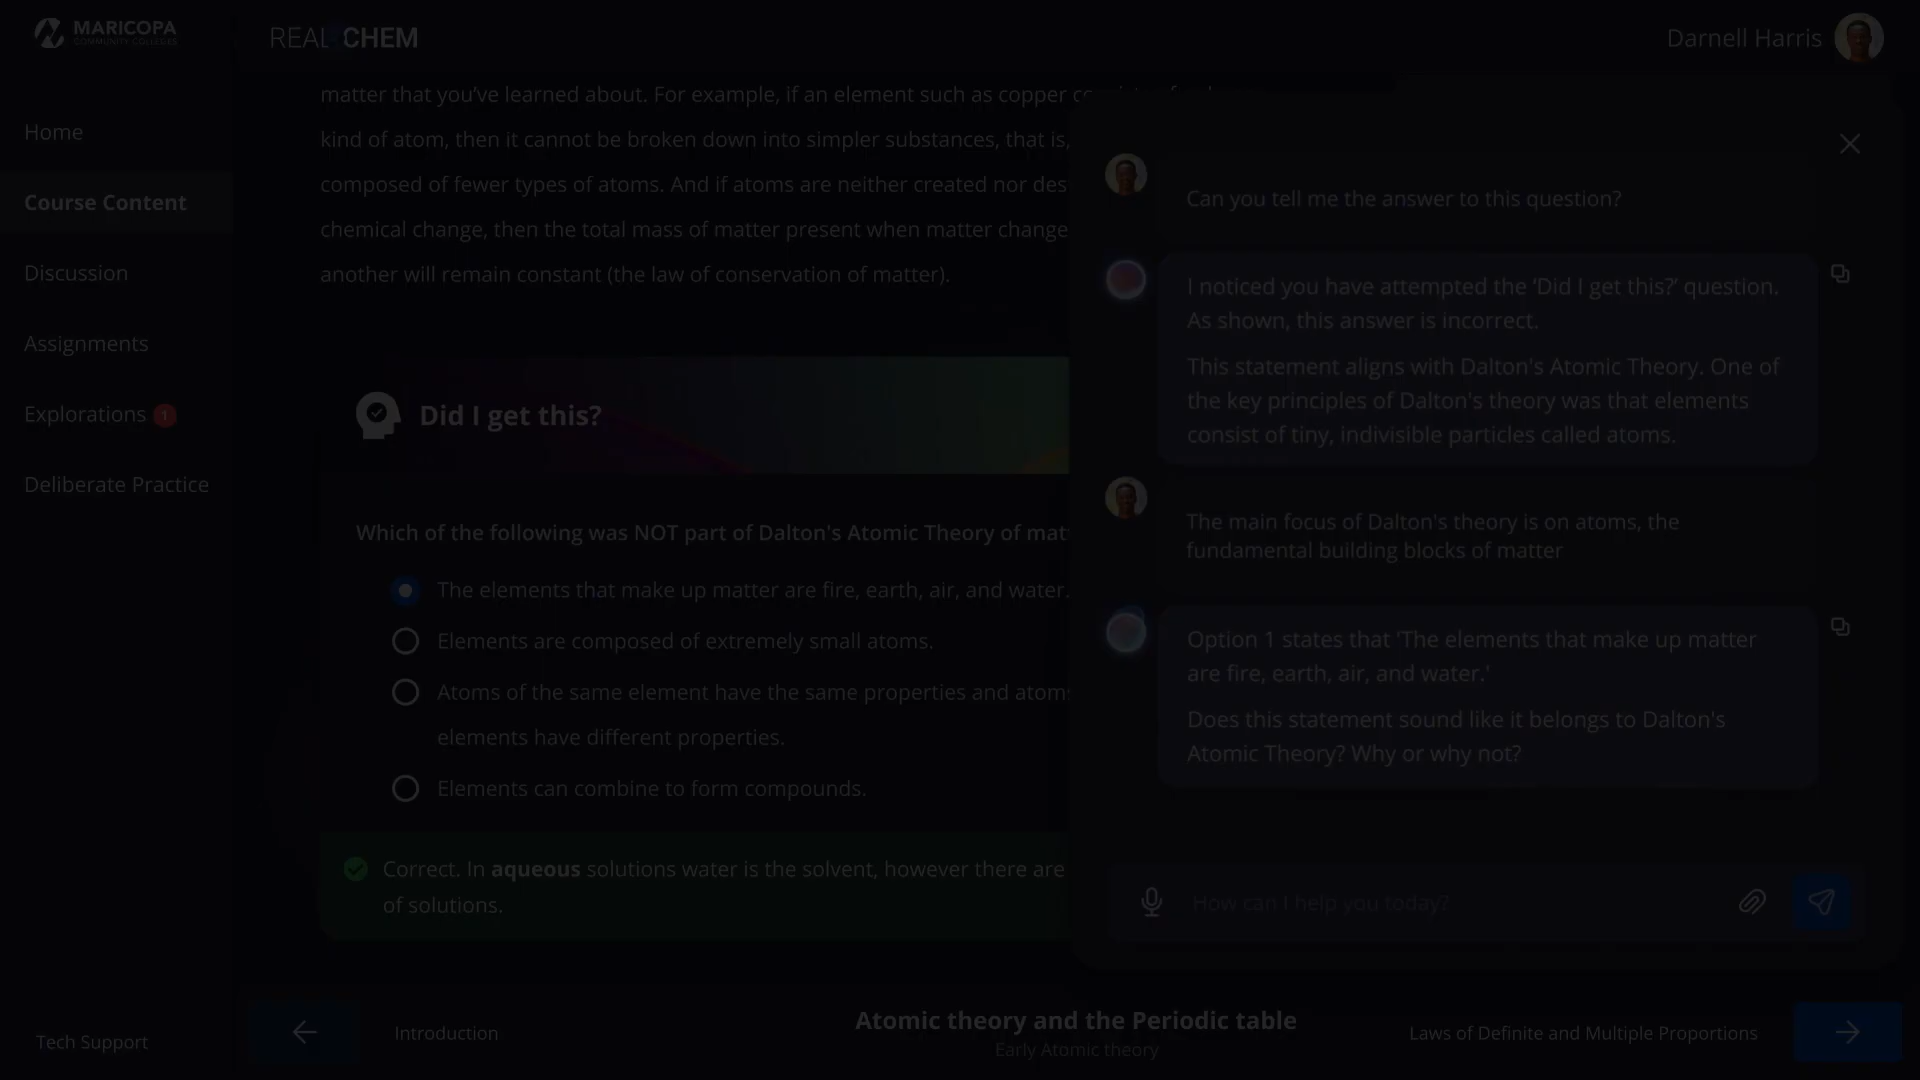 MARICOPA
COMMUNITY COLLEGES
REAL CHEM
Darnell Harris
Home
Course Content
Discussion
Assignments
Explorations 1
Deliberate Practice
Tech Support
matter that you've learned about. For example, if an element such as copper
kind of atom, then it cannot be broken down into simpler substances, that is,
composed of fewer types of atoms. And if atoms are neither created nor des
chemical change, then the total mass of matter present when matter change
another will remain constant (the law of conservation of matter).
Did I get this?
Which of the following was NOT part of Dalton's Atomic Theory of mat
The elements that make up matter are fire, earth, air, and water.
Elements are composed of extremely small atoms.
Atoms of the same element have the same properties and atoms
elements have different properties.
Elements can combine to form compounds.
Correct. In aqueous solutions water is the solvent, however there are
of solutions.
Can you tell me the answer to this question?
I noticed you have attempted the 'Did I get this?' question.
As shown, this answer is incorrect.
This statement aligns with Dalton's Atomic Theory. One of
the key principles of Dalton's theory was that elements
consist of tiny, indivisible particles called atoms.
The main focus of Dalton's theory is on atoms, the
fundamental building blocks of matter
Option 1 states that 'The elements that make up matter
are fire, earth, air, and water.'
Does this statement sound like it belongs to Dalton's
Atomic Theory? Why or why not?
How can I help you today?
Introduction
Atomic theory and the Periodic table
Early Atomic theory
Laws of Definite and Multiple Proportions